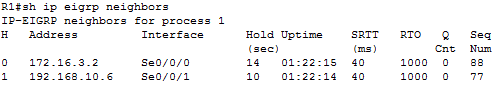 R1#sh ip eigrp neighbors
IP-EIGRP neighbors for process 1
H   Address         Interface       Hold Uptime   SRTT   RTO  Q  Seq
                                    (sec)         (ms)       Cnt Num
0   172.16.3.2      Se0/0/0         14   01:22:15 40     1000 0  88
1   192.168.10.6    Se0/0/1         10   01:22:14 40     1000 0  77